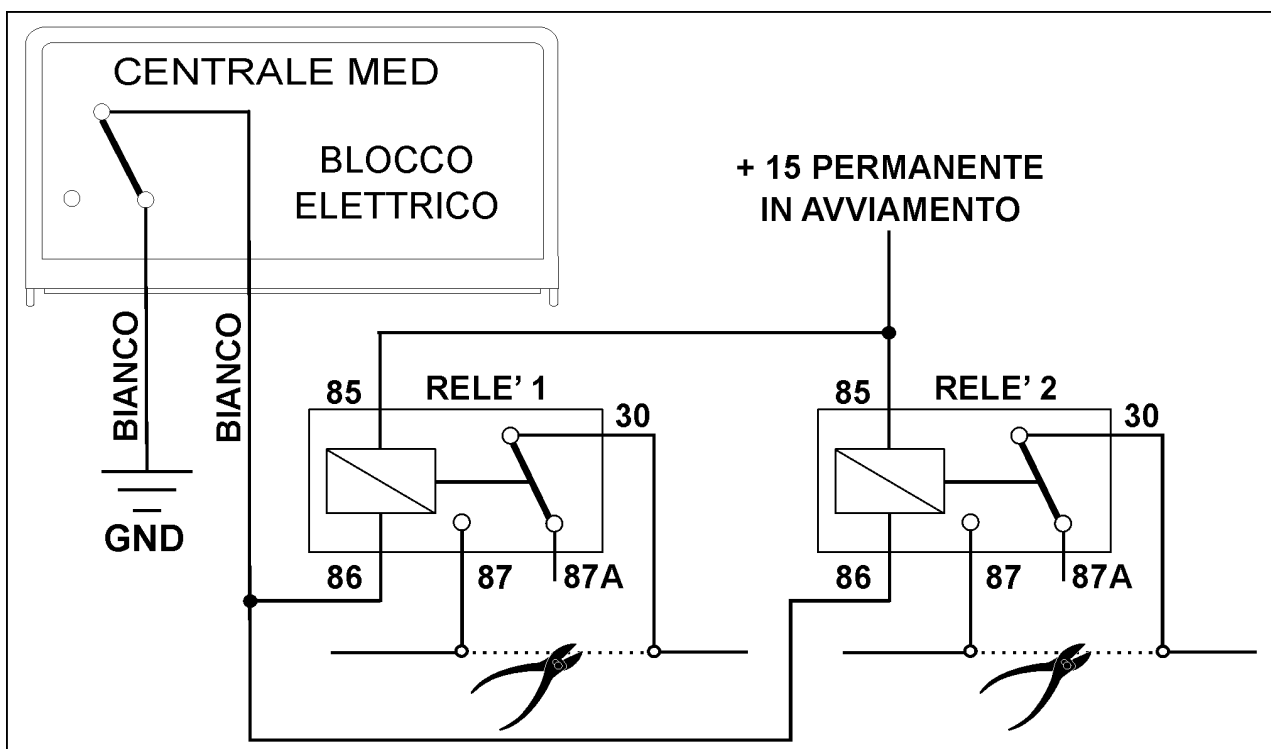 CENTRALE MED
BLOCCO
ELETTRICO
+ 15 PERMANENTE
IN AVVIAMENTO
BIANCO
BIANCO
GND
85
RELE' 1
30
86
87
87A
85
RELE' 2
30
86
87
87A